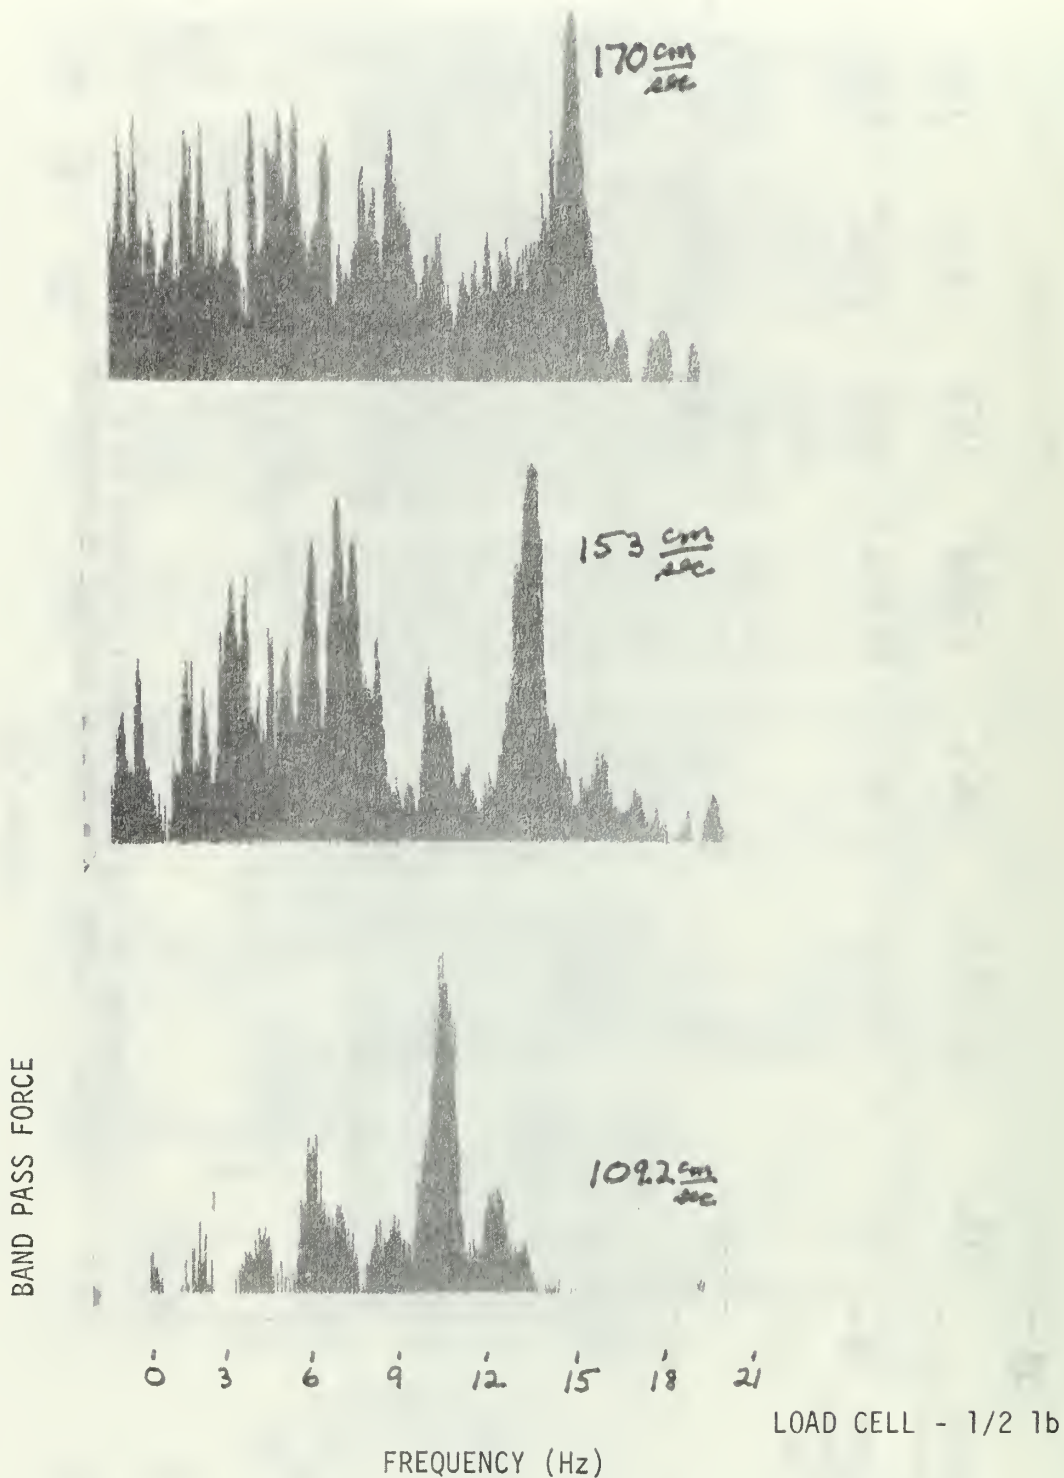 170 cm/sec
153 cm/sec
109.2 cm/sec
BAND PASS FORCE
0 3 6 9 12 15 18 21
LOAD CELL - 1/2 lb
FREQUENCY (Hz)